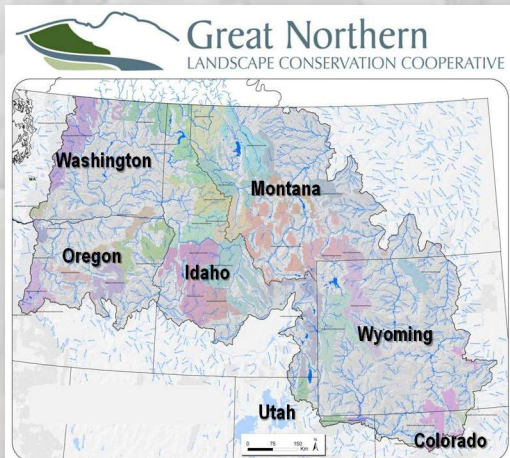 Great Northern
LANDSCAPE CONSERVATION COOPERATIVE
Washington
Montana
Oregon
Idaho
Wyoming
Utah
Colorado
0 75 150
Km
N